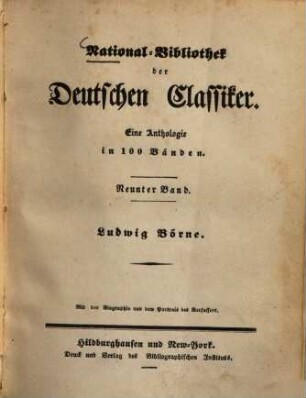 National-Bibliothek
der
Deutschen Classiker.
Eine Anthologie
in 100 Bänden.
Neunter Band.
Ludwig Börne.
Mit der Biographie und dem Portrait des Verfassers.
Hildburghausen und New-York.
Druck und Verlag des Bibliographischen Instituts.